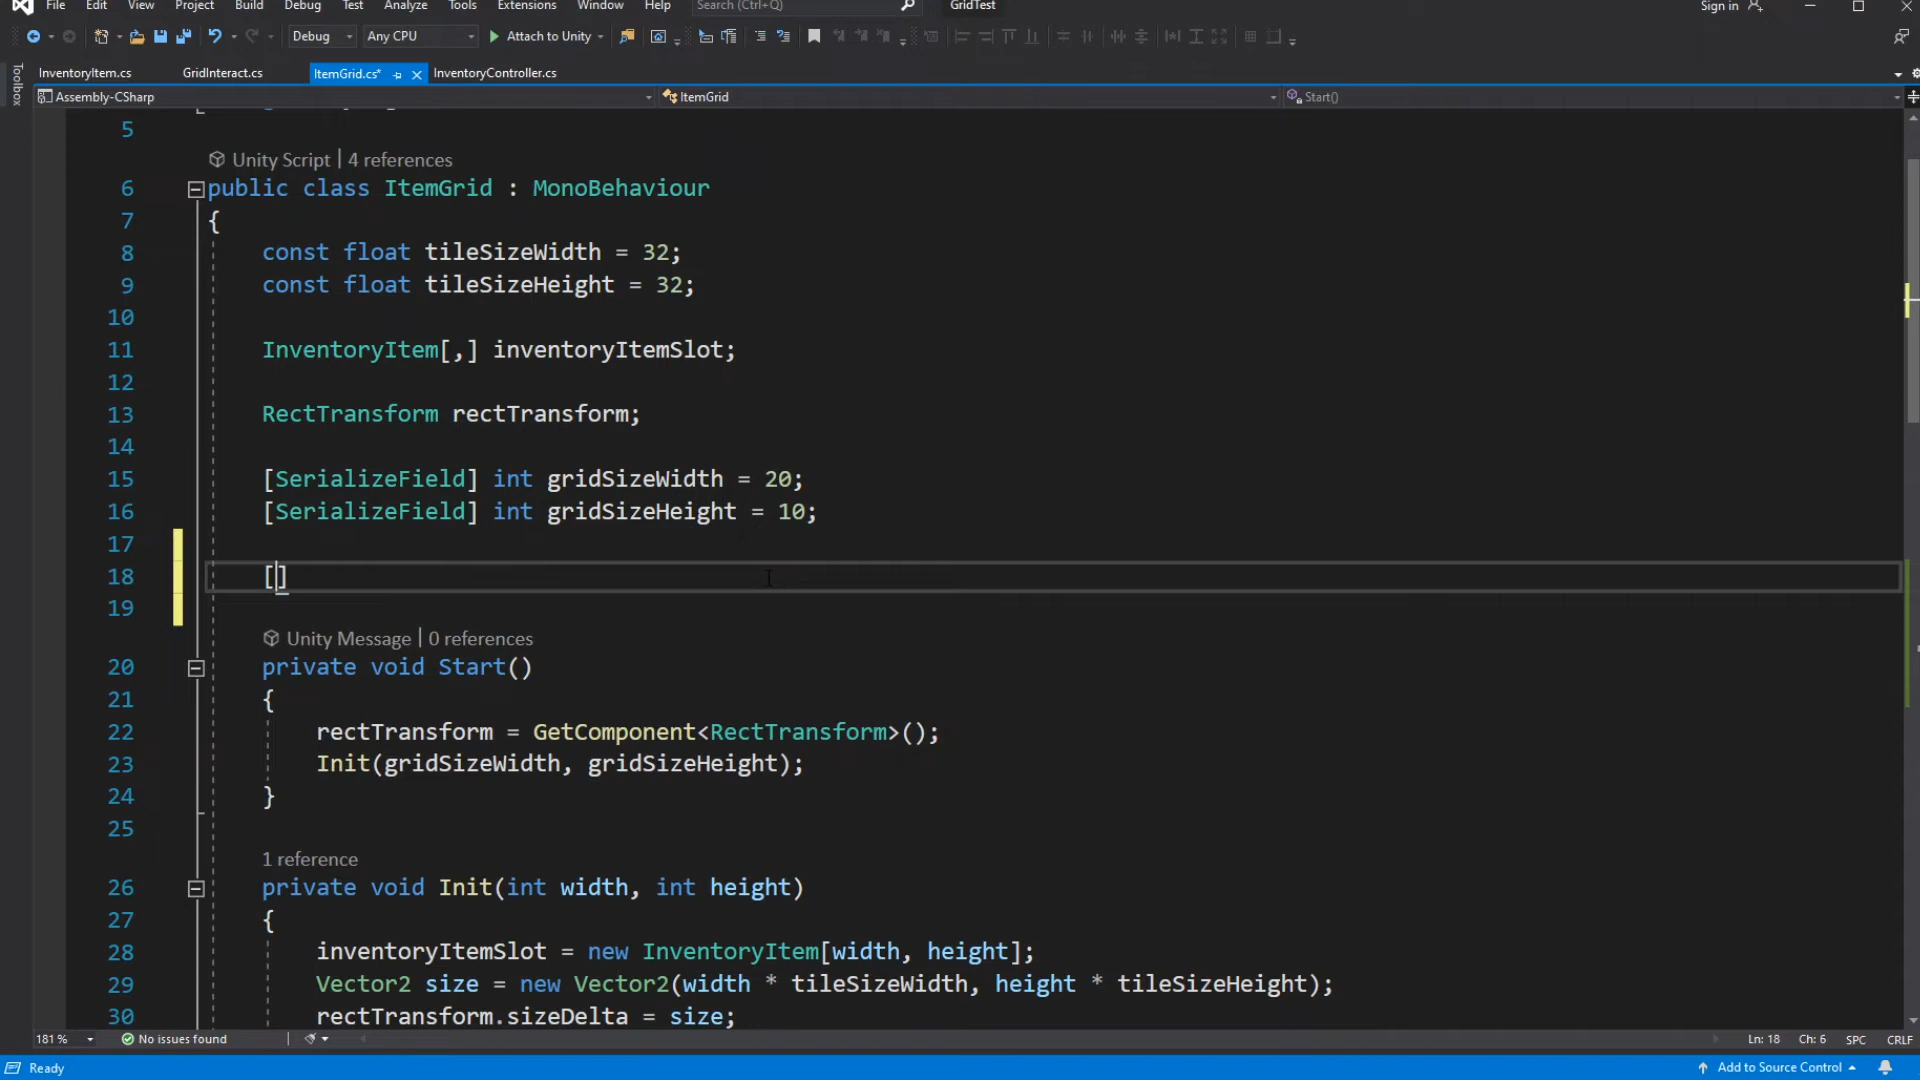 File Edit View Project Build Debug Test Analyze Tools Extensions Window Help Search (Ctrl+Q) GridTest Sign in
Debug Any CPU Attach to Unity
Toolbox
InventoryItem.cs GridInteract.cs ItemGrid.cs* InventoryController.cs
Assembly-CSharp ItemGrid Start()
5
Unity Script | 4 references
6 public class ItemGrid : MonoBehaviour
7 {
8 const float tileSizeWidth = 32;
9 const float tileSizeHeight = 32;
10
11 InventoryItem[,] inventoryItemSlot;
12
13 RectTransform rectTransform;
14
15 [SerializeField] int gridSizeWidth = 20;
16 [SerializeField] int gridSizeHeight = 10;
17
18 []
19
Unity Message | 0 references
20 private void Start()
21 {
22 rectTransform = GetComponent<RectTransform>();
23 Init(gridSizeWidth, gridSizeHeight);
24 }
25
1 reference
26 private void Init(int width, int height)
27 {
28 inventoryItemSlot = new InventoryItem[width, height];
29 Vector2 size = new Vector2(width * tileSizeWidth, height * tileSizeHeight);
30 rectTransform.sizeDelta = size;
181 % No issues found Ln: 18 Ch: 6 SPC CRLF
Ready Add to Source Control